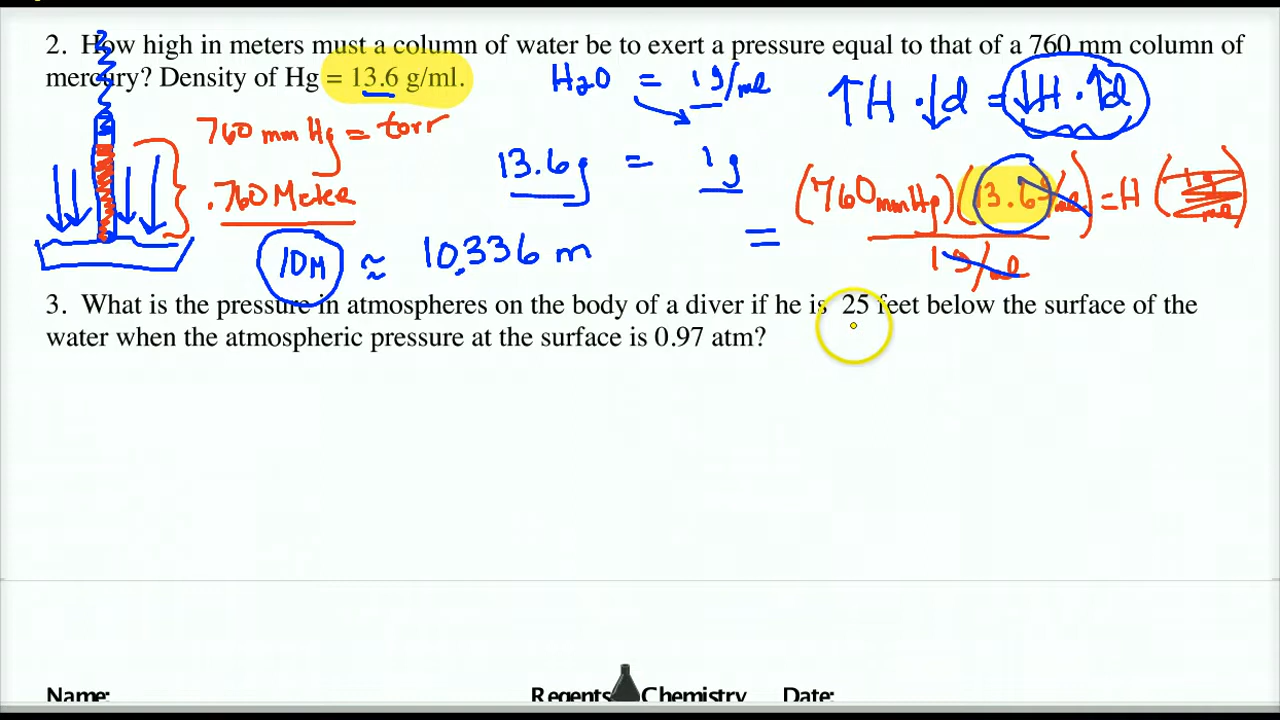 2. How high in meters must a column of water be to exert a pressure equal to that of a 760 mm column of
mercury? Density of Hg = 13.6 g/ml.
H2O = 1g/ml
↑H · ↓d = ↓H · ↑d
760 mm Hg = torr
13.6g = 1g
.760 Meter
(760mmHg)(13.6g/ml) = H (1g/ml)
= 1g/ml
10M ≈ 10.336 m
3. What is the pressure in atmospheres on the body of a diver if he is 25 feet below the surface of the
water when the atmospheric pressure at the surface is 0.97 atm?
Name: Regents Chemistry Date: